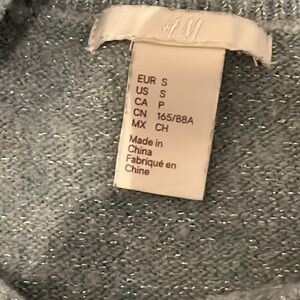 H&M
EUR S
US S
CA P
CN 165/88A
MX CH
Made in
China
Fabriqué en
Chine